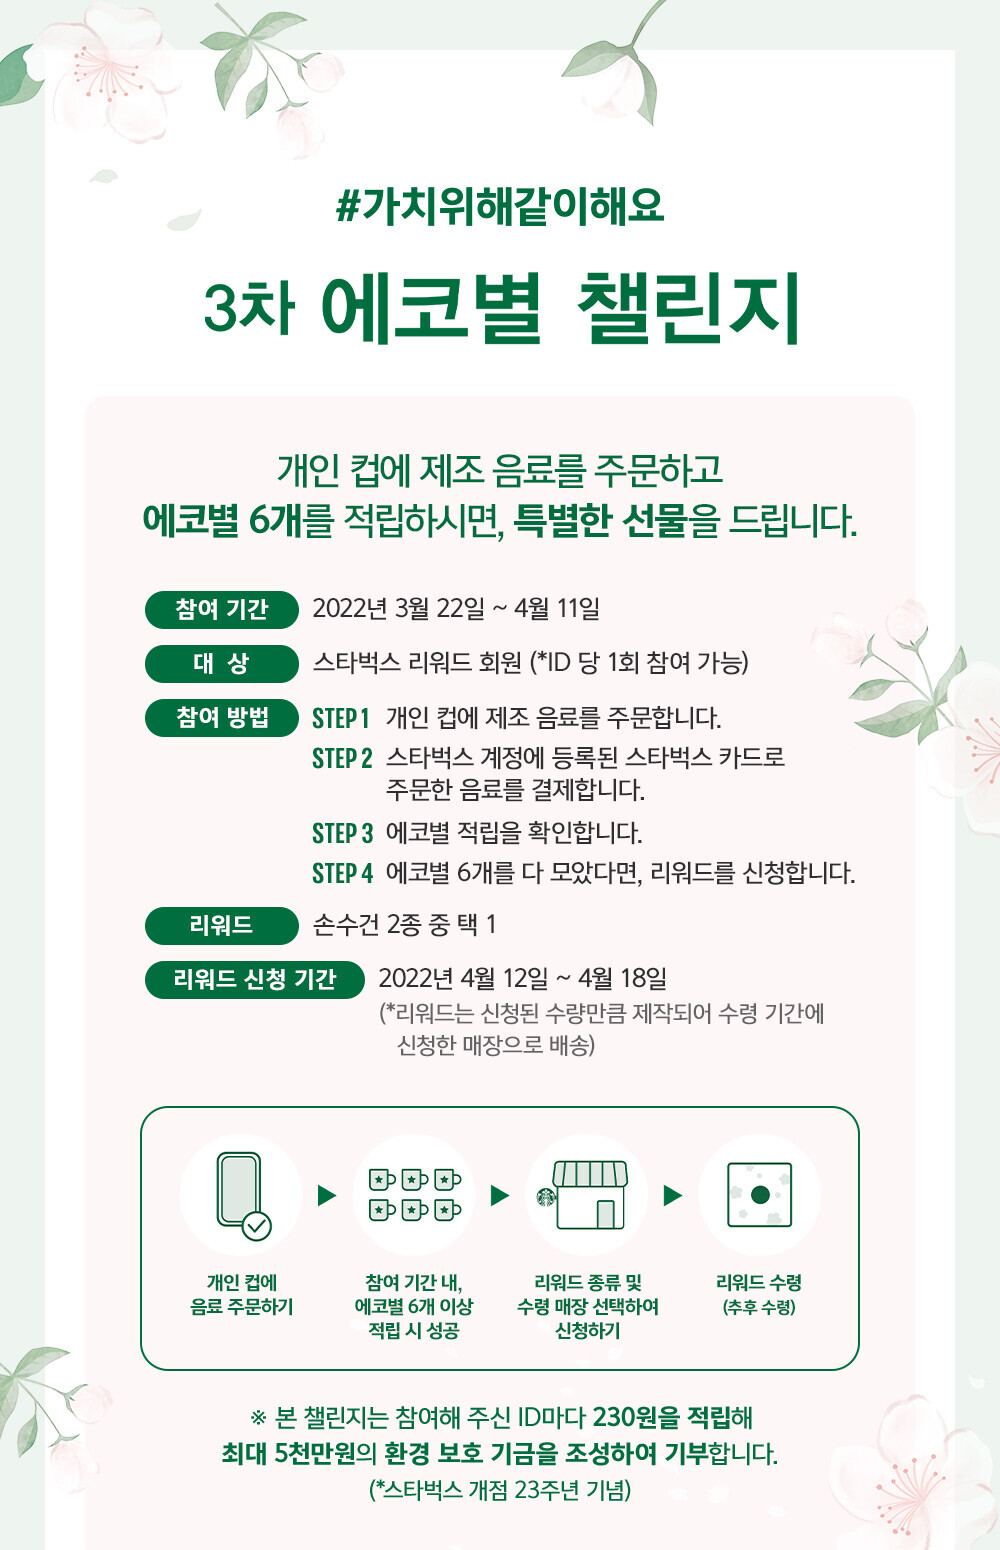 #가치위해같이해요
3차 에코별 챌린지
개인 컵에 제조 음료를 주문하고
에코별 6개를 적립하시면, 특별한 선물을 드립니다.
참여 기간 2022년 3월 22일 ~ 4월 11일
대 상 스타벅스 리워드 회원 (*ID 당 1회 참여 가능)
참여 방법 STEP 1 개인 컵에 제조 음료를 주문합니다.
STEP 2 스타벅스 계정에 등록된 스타벅스 카드로
주문한 음료를 결제합니다.
STEP 3 에코별 적립을 확인합니다.
STEP 4 에코별 6개를 다 모았다면, 리워드를 신청합니다.
리워드 손수건 2종 중 택 1
리워드 신청 기간 2022년 4월 12일 ~ 4월 18일
(*리워드는 신청된 수량만큼 제작되어 수령 기간에
신청한 매장으로 배송)
개인 컵에
음료 주문하기
참여 기간 내,
에코별 6개 이상
적립 시 성공
리워드 종류 및
수령 매장 선택하여
신청하기
리워드 수령
(추후 수령)
※ 본 챌린지는 참여해 주신 ID마다 230원을 적립해
최대 5천만원의 환경 보호 기금을 조성하여 기부합니다.
(*스타벅스 개점 23주년 기념)